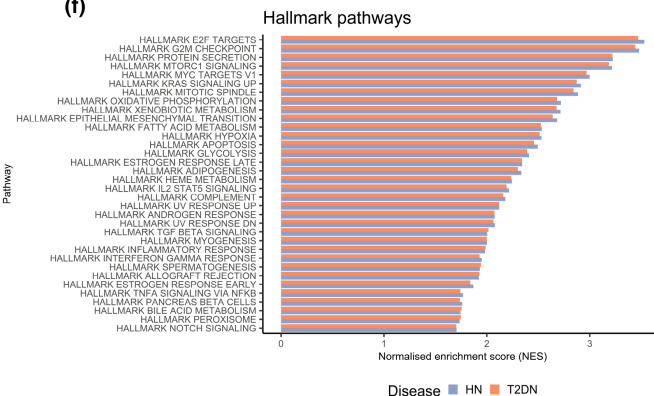 (f)
Hallmark pathways
HALLMARK E2F TARGETS
HALLMARK G2M CHECKPOINT
HALLMARK PROTEIN SECRETION
HALLMARK MTORC1 SIGNALING
HALLMARK MYC TARGETS V1
HALLMARK KRAS SIGNALING UP
HALLMARK MITOTIC SPINDLE
HALLMARK OXIDATIVE PHOSPHORYLATION
HALLMARK XENOBIOTIC METABOLISM
HALLMARK EPITHELIAL MESENCHYMAL TRANSITION
HALLMARK FATTY ACID METABOLISM
HALLMARK HYPOXIA
HALLMARK APOPTOSIS
HALLMARK GLYCOLYSIS
HALLMARK ESTROGEN RESPONSE LATE
HALLMARK ADIPOGENESIS
HALLMARK HEME METABOLISM
HALLMARK IL2 STAT5 SIGNALING
HALLMARK COMPLEMENT
HALLMARK UV RESPONSE UP
HALLMARK ANDROGEN RESPONSE
HALLMARK UV RESPONSE DN
HALLMARK TGF BETA SIGNALING
HALLMARK MYOGENESIS
HALLMARK INFLAMMATORY RESPONSE
HALLMARK INTERFERON GAMMA RESPONSE
HALLMARK SPERMATOGENESIS
HALLMARK ALLOGRAFT REJECTION
HALLMARK ESTROGEN RESPONSE EARLY
HALLMARK TNFA SIGNALING VIA NFKB
HALLMARK PANCREAS BETA CELLS
HALLMARK BILE ACID METABOLISM
HALLMARK PEROXISOME
HALLMARK NOTCH SIGNALING
Pathway
0 1 2 3
Normalised enrichment score (NES)
Disease HN T2DN